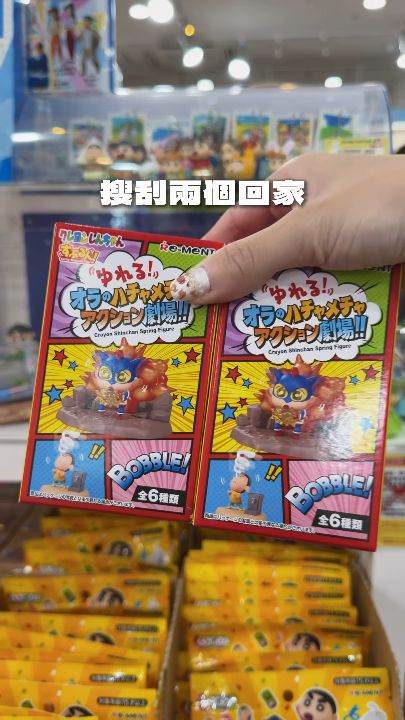 搜刮兩個回家
クレヨンしんちゃん
Re-MENT
ゆれる!
オラのハチャメチャ
アクション劇場!!
Crayon Shinchan Spring Figure
BOBBLE!
全6種類
Re-MENT
ゆれる!
オラのハチャメチャ
アクション劇場!!
Crayon Shinchan Spring Figure
BOBBLE!
全6種類